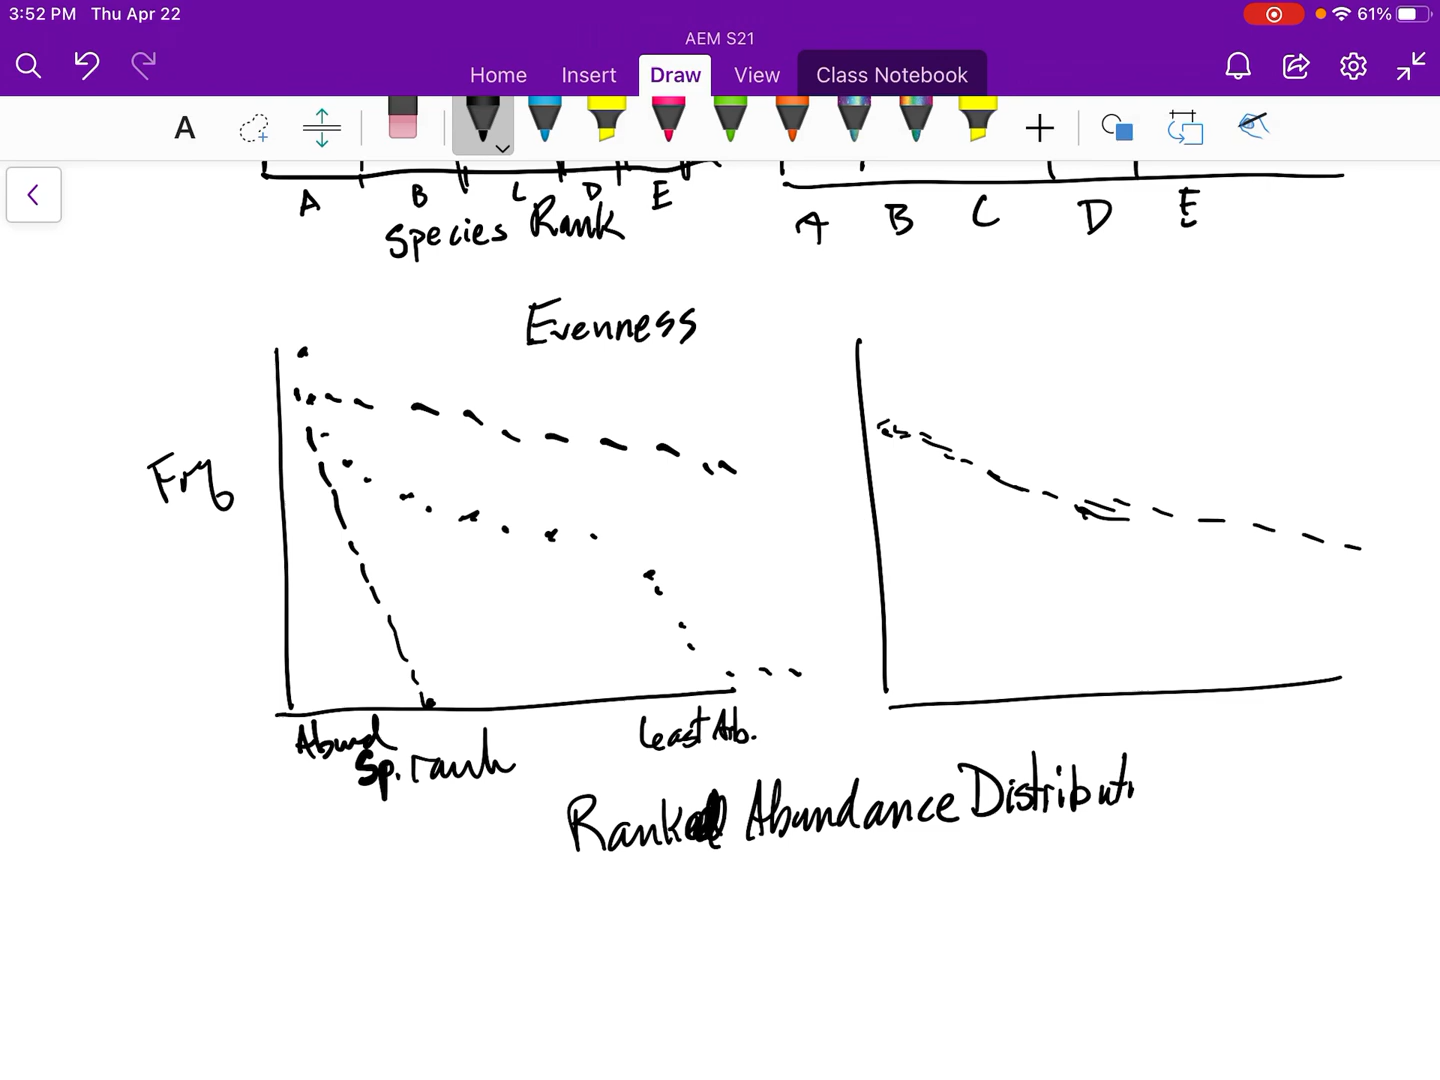 3:52 PM Thu Apr 22
61%
AEM S21
Home Insert Draw View Class Notebook
A
A B C D E
Species Rank
A B C D E
Evenness
Frq
Abund
Least Ab.
Sp. rank
Ranked Abundance Distributi